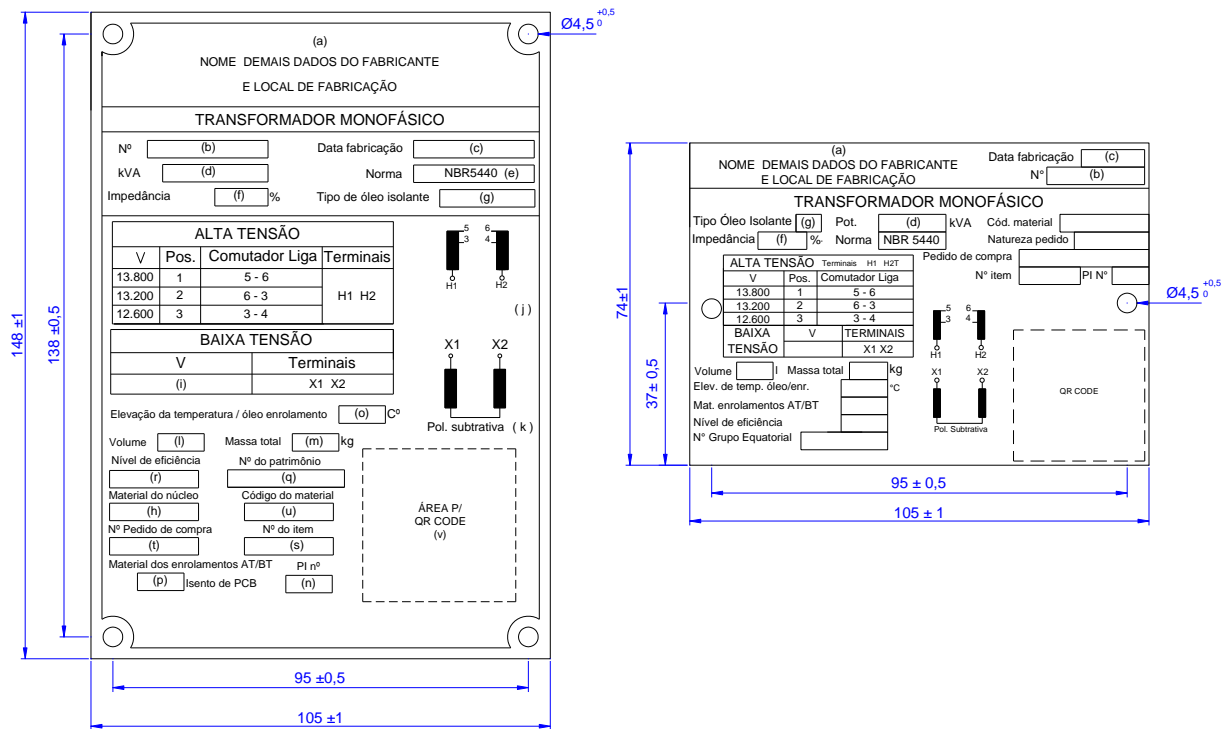 (a)
NOME DEMAIS DADOS DO FABRICANTE
E LOCAL DE FABRICAÇÃO
TRANSFORMADOR MONOFÁSICO
Nº (b) Data fabricação (c)
kVA (d) Norma NBR5440 (e)
Impedância (f) % Tipo de óleo isolante (g)
ALTA TENSÃO
V Pos. Comutador Liga Terminais
13.800 1 5 - 6
13.200 2 6 - 3 H1 H2
12.600 3 3 - 4
5 6
3 4
H1 H2
( j )
BAIXA TENSÃO
V Terminais
(i) X1 X2
X1 X2
Pol. subtrativa ( k )
Elevação da temperatura / óleo enrolamento (o) Cº
Volume (l) Massa total (m) kg
Nível de eficiência Nº do patrimônio
(r) (q)
Material do núcleo Código do material
(h) (u)
Nº Pedido de compra Nº do item
(t) (s)
Material dos enrolamentos AT/BT PI nº
(p) Isento de PCB (n)
ÁREA P/
QR CODE
(v)
148 ±1
138 ±0,5
95 ±0,5
105 ±1
Ø4,5 +0,5 0
(a)
NOME DEMAIS DADOS DO FABRICANTE
E LOCAL DE FABRICAÇÃO
Data fabricação (c)
N° (b)
TRANSFORMADOR MONOFÁSICO
Tipo Óleo Isolante (g) Pot. (d) kVA Cód. material
Impedância (f) %. Norma NBR 5440 Natureza pedido
Pedido de compra
N° item PI N°
ALTA TENSÃO Terminais H1 H2T
V Pos. Comutador Liga
13.800 1 5 - 6
13.200 2 6 - 3
12.600 3 3 - 4
BAIXA V TERMINAIS
TENSÃO X1 X2
5 6
3 4
H1 H2
X1 X2
Pol. Subtrativa
Volume l Massa total kg
Elev. de temp. óleo/enr. °C
Mat. enrolamentos AT/BT
Nível de eficiência
N° Grupo Equatorial
QR CODE
74±1
37± 0,5
95 ± 0,5
105 ± 1
Ø4,5 +0,5 0